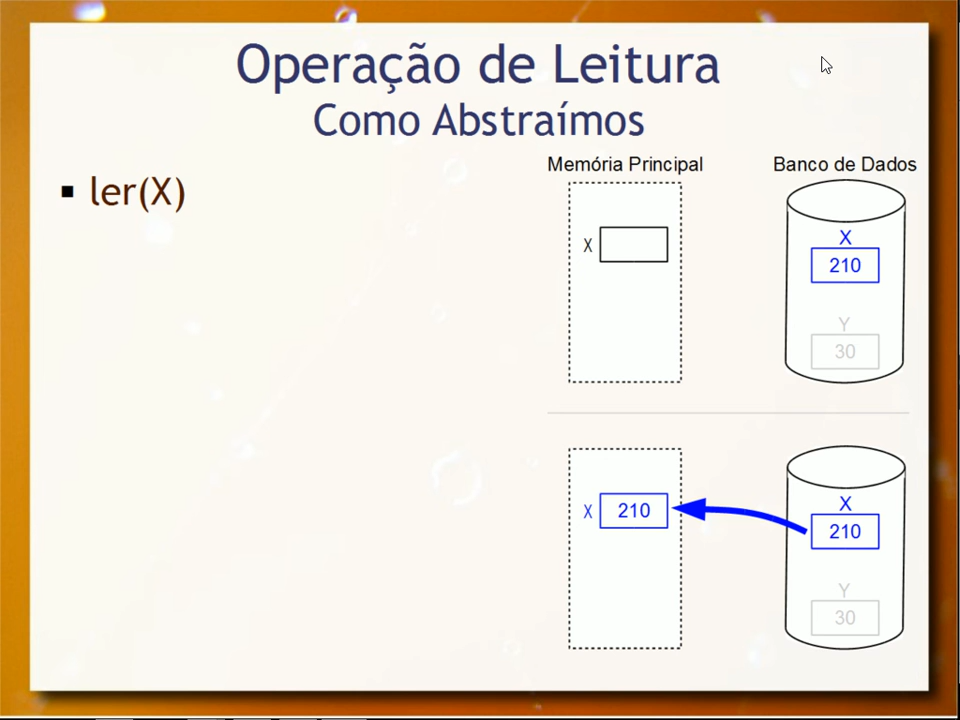 Operação de Leitura
Como Abstraímos
ler(X)
Memória Principal
Banco de Dados
X
X
210
Y
30
X
210
X
210
Y
30